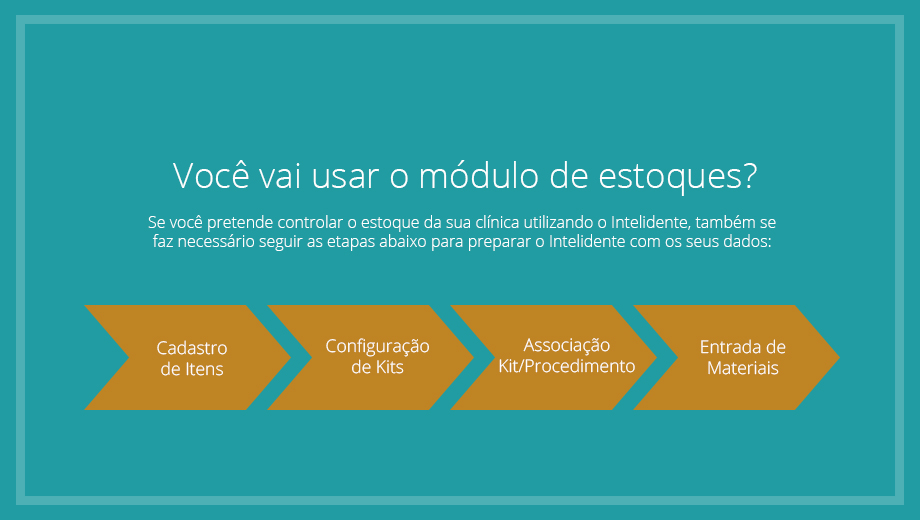 Você vai usar o módulo de estoques?
Se você pretende controlar o estoque da sua clínica utilizando o Intelidente, também se
faz necessário seguir as etapas abaixo para preparar o Intelidente com os seus dados:
Cadastro
de Itens
Configuração
de Kits
Associação
Kit/Procedimento
Entrada de
Materiais